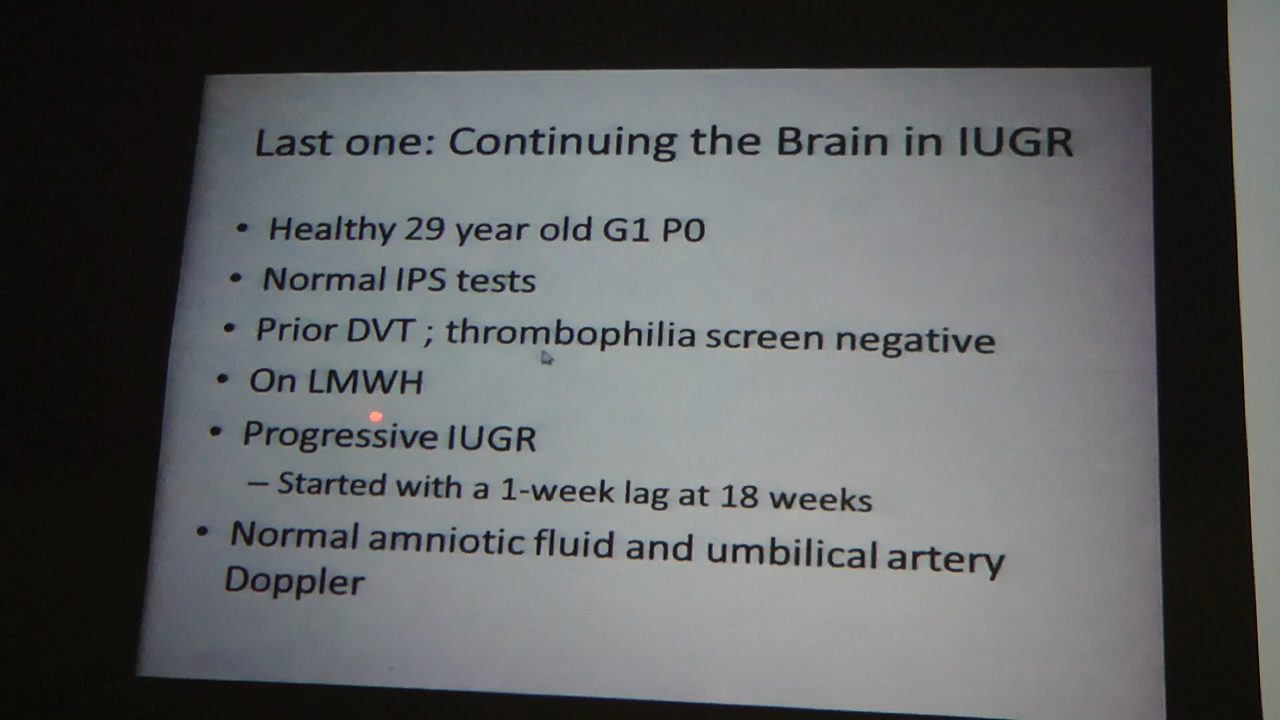 Last one: Continuing the Brain in IUGR
• Healthy 29 year old G1 P0
• Normal IPS tests
• Prior DVT ; thrombophilia screen negative
• On LMWH
• Progressive IUGR
– Started with a 1-week lag at 18 weeks
• Normal amniotic fluid and umbilical artery
Doppler